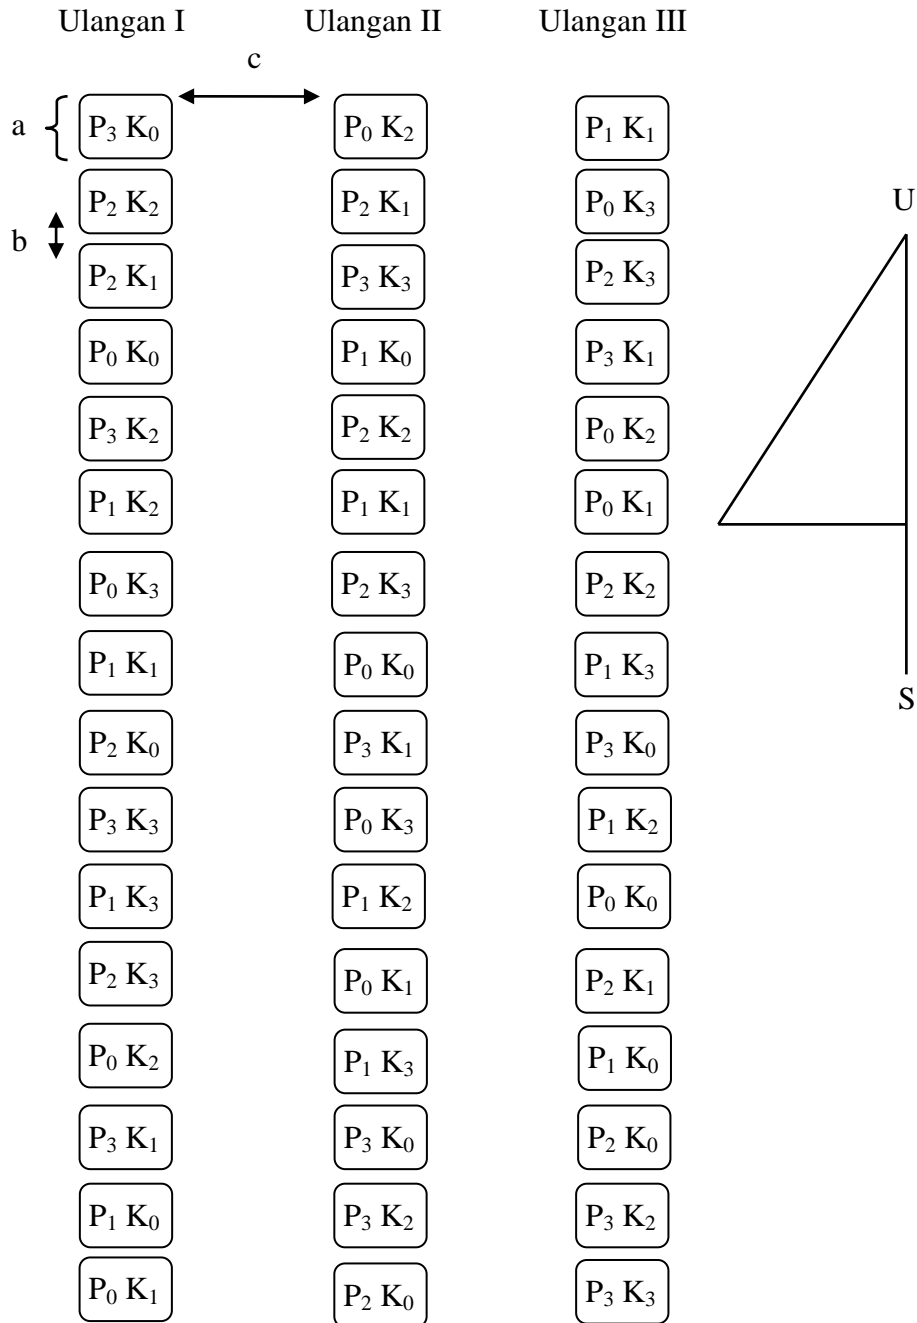 Ulangan I Ulangan II Ulangan III
c
a P₃ K₀ P₀ K₂ P₁ K₁
P₂ K₂ P₂ K₁ P₀ K₃ U
b
P₂ K₁ P₃ K₃ P₂ K₃
P₀ K₀ P₁ K₀ P₃ K₁
P₃ K₂ P₂ K₂ P₀ K₂
P₁ K₂ P₁ K₁ P₀ K₁
P₀ K₃ P₂ K₃ P₂ K₂
P₁ K₁ P₀ K₀ P₁ K₃
S
P₂ K₀ P₃ K₁ P₃ K₀
P₃ K₃ P₀ K₃ P₁ K₂
P₁ K₃ P₁ K₂ P₀ K₀
P₂ K₃ P₀ K₁ P₂ K₁
P₀ K₂ P₁ K₃ P₁ K₀
P₃ K₁ P₃ K₀ P₂ K₀
P₁ K₀ P₃ K₂ P₃ K₂
P₀ K₁ P₂ K₀ P₃ K₃